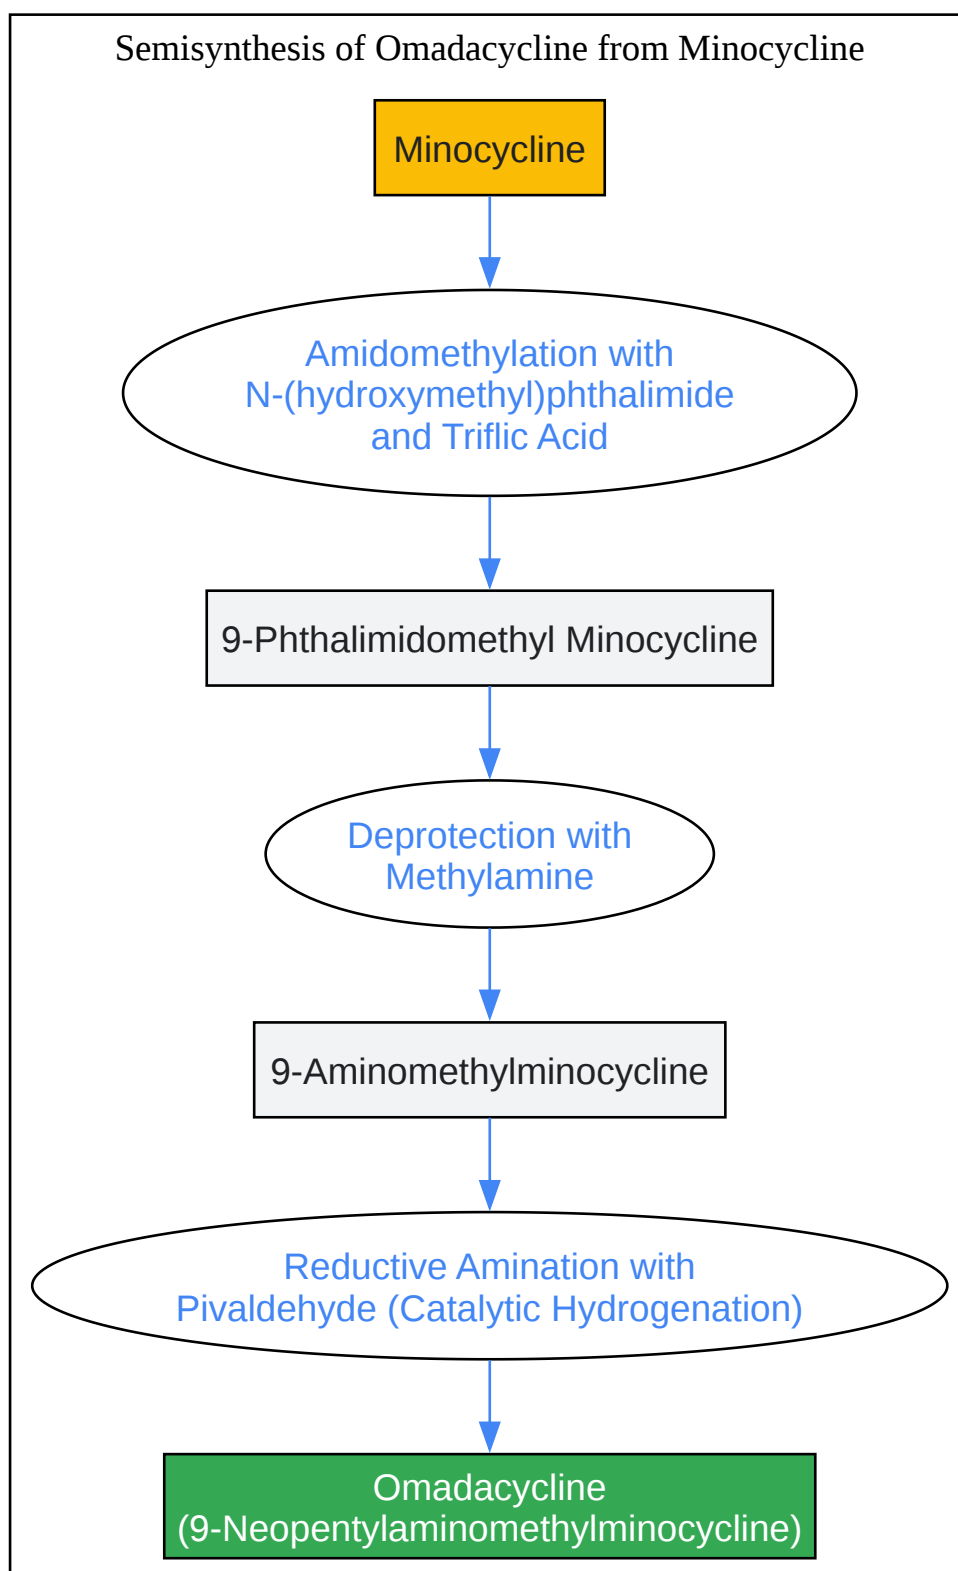 Semisynthesis of Omadacycline from Minocycline
Minocycline
Amidomethylation with
N-(hydroxymethyl)phthalimide
and Triflic Acid
9-Phthalimidomethyl Minocycline
Deprotection with
Methylamine
9-Aminomethylminocycline
Reductive Amination with
Pivaldehyde (Catalytic Hydrogenation)
Omadacycline
(9-Neopentylaminomethylminocycline)